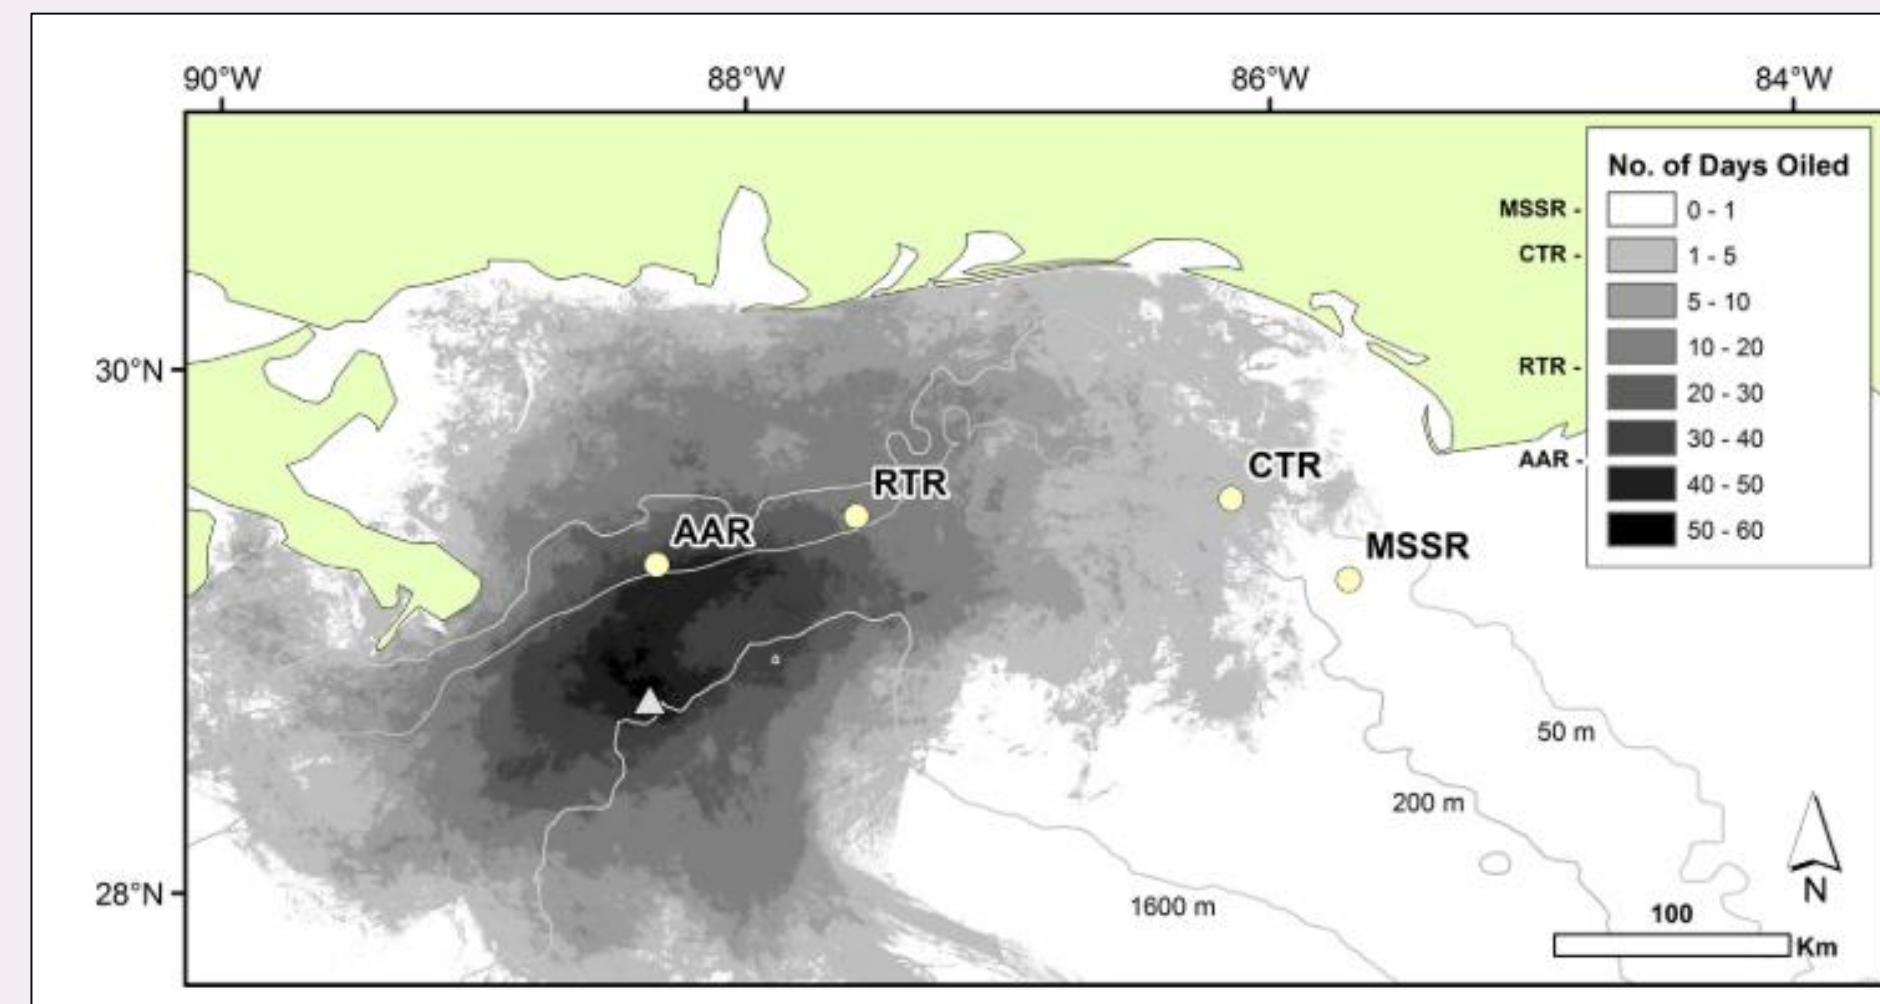 90°W 88°W 86°W 84°W
No. of Days Oiled
MSSR - 0 - 1
CTR - 1 - 5
5 - 10
RTR - 10 - 20
20 - 30
30 - 40
AAR - 40 - 50
50 - 60
30°N
CTR
RTR
AAR
MSSR
50 m
200 m
28°N
1600 m
N
100
Km